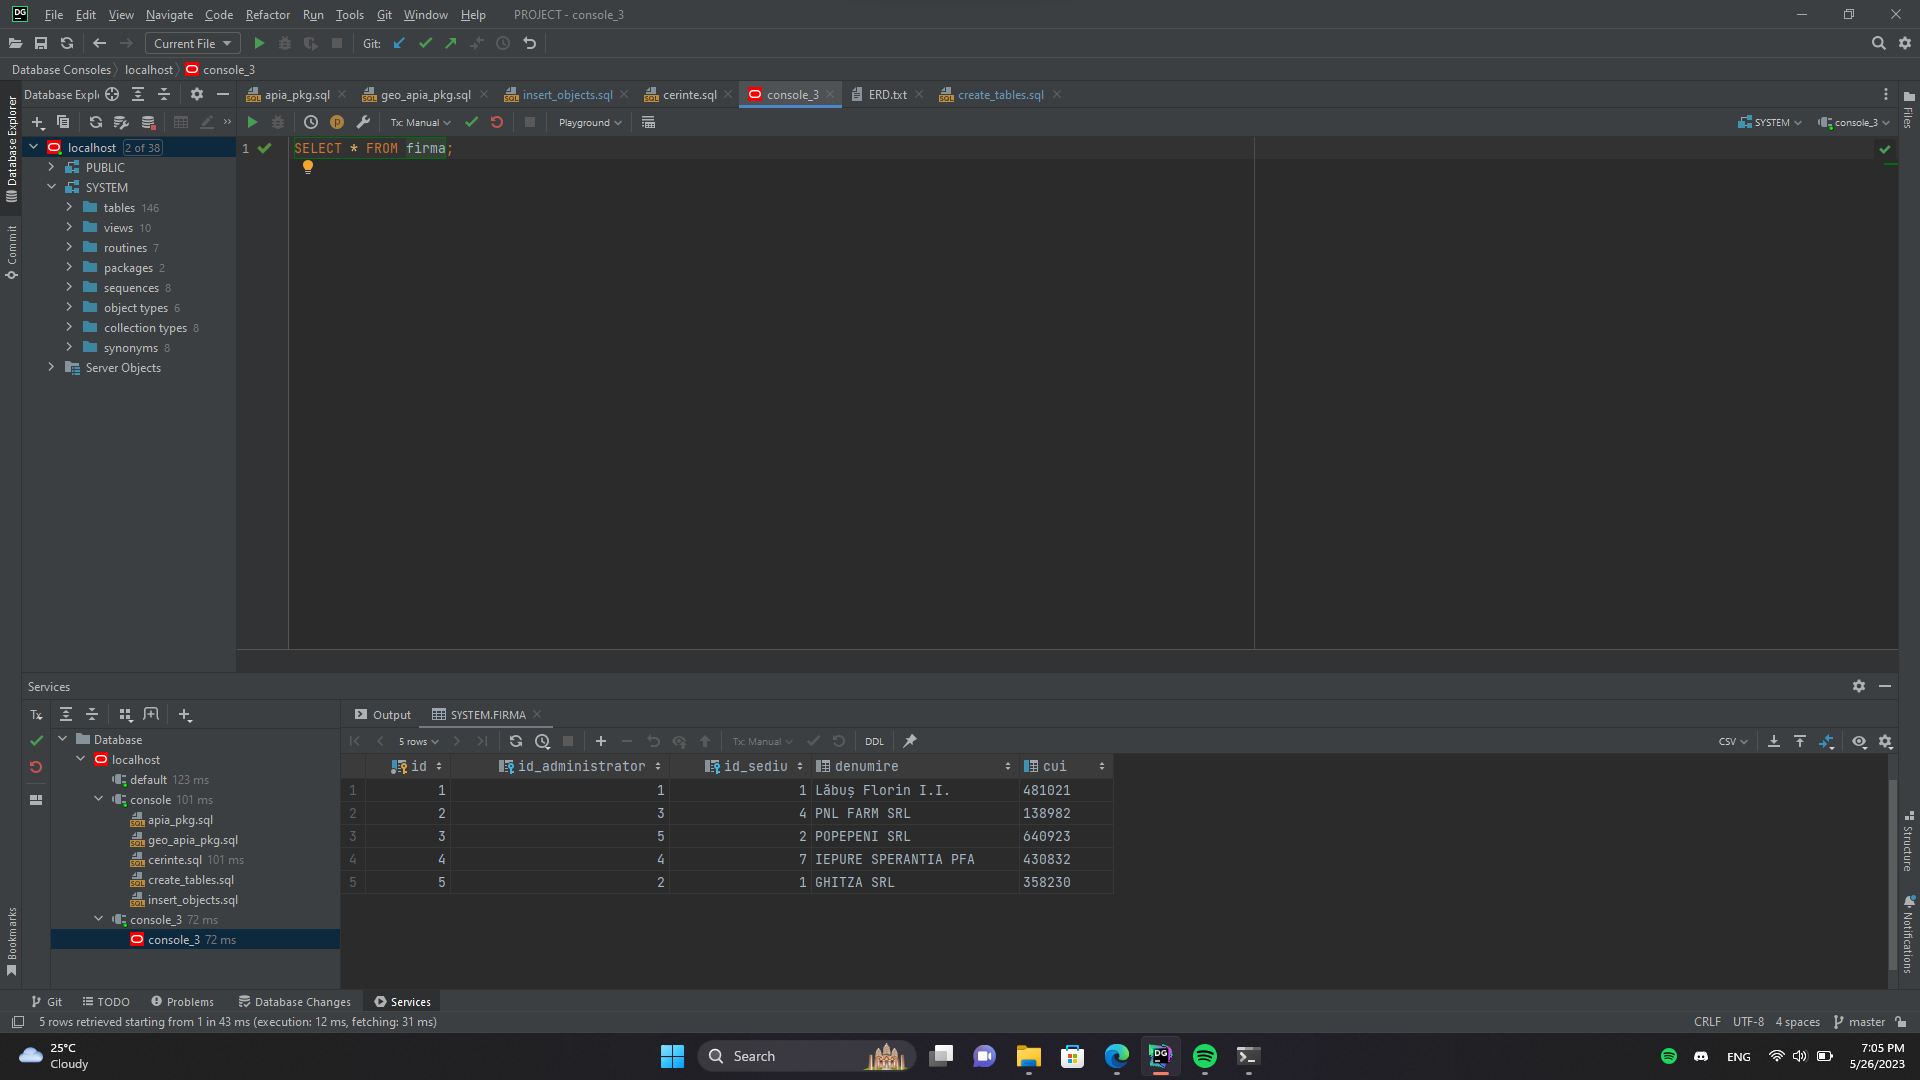 DG File Edit View Navigate Code Refactor Run Tools Git Window Help PROJECT - console_3
Current File Git:
Database Consoles localhost console_3
Database Expl apia_pkg.sql geo_apia_pkg.sql insert_objects.sql cerinte.sql console_3 ERD.txt create_tables.sql
Tx: Manual Playground SYSTEM console_3
localhost 2 of 38
1 SELECT * FROM firma;
PUBLIC
SYSTEM
tables 146
views 10
routines 7
packages 2
sequences 8
object types 6
collection types 8
synonyms 8
Server Objects
Database Explorer
Commit
Bookmarks
Files
Structure
Notifications
Services
Tx
Output SYSTEM.FIRMA
Database
localhost
default 123 ms
console 101 ms
apia_pkg.sql
geo_apia_pkg.sql
cerinte.sql 101 ms
create_tables.sql
insert_objects.sql
console_3 72 ms
console_3 72 ms
5 rows Tx: Manual DDL CSV
id id_administrator id_sediu denumire cui
1 1 1 1 Lăbuș Florin I.I. 481021
2 2 3 4 PNL FARM SRL 138982
3 3 5 2 POPEPENI SRL 640923
4 4 4 7 IEPURE SPERANTIA PFA 430832
5 5 2 1 GHITZA SRL 358230
Git TODO Problems Database Changes Services
5 rows retrieved starting from 1 in 43 ms (execution: 12 ms, fetching: 31 ms) CRLF UTF-8 4 spaces master
25°C
Cloudy
Search
ENG
7:05 PM
5/26/2023